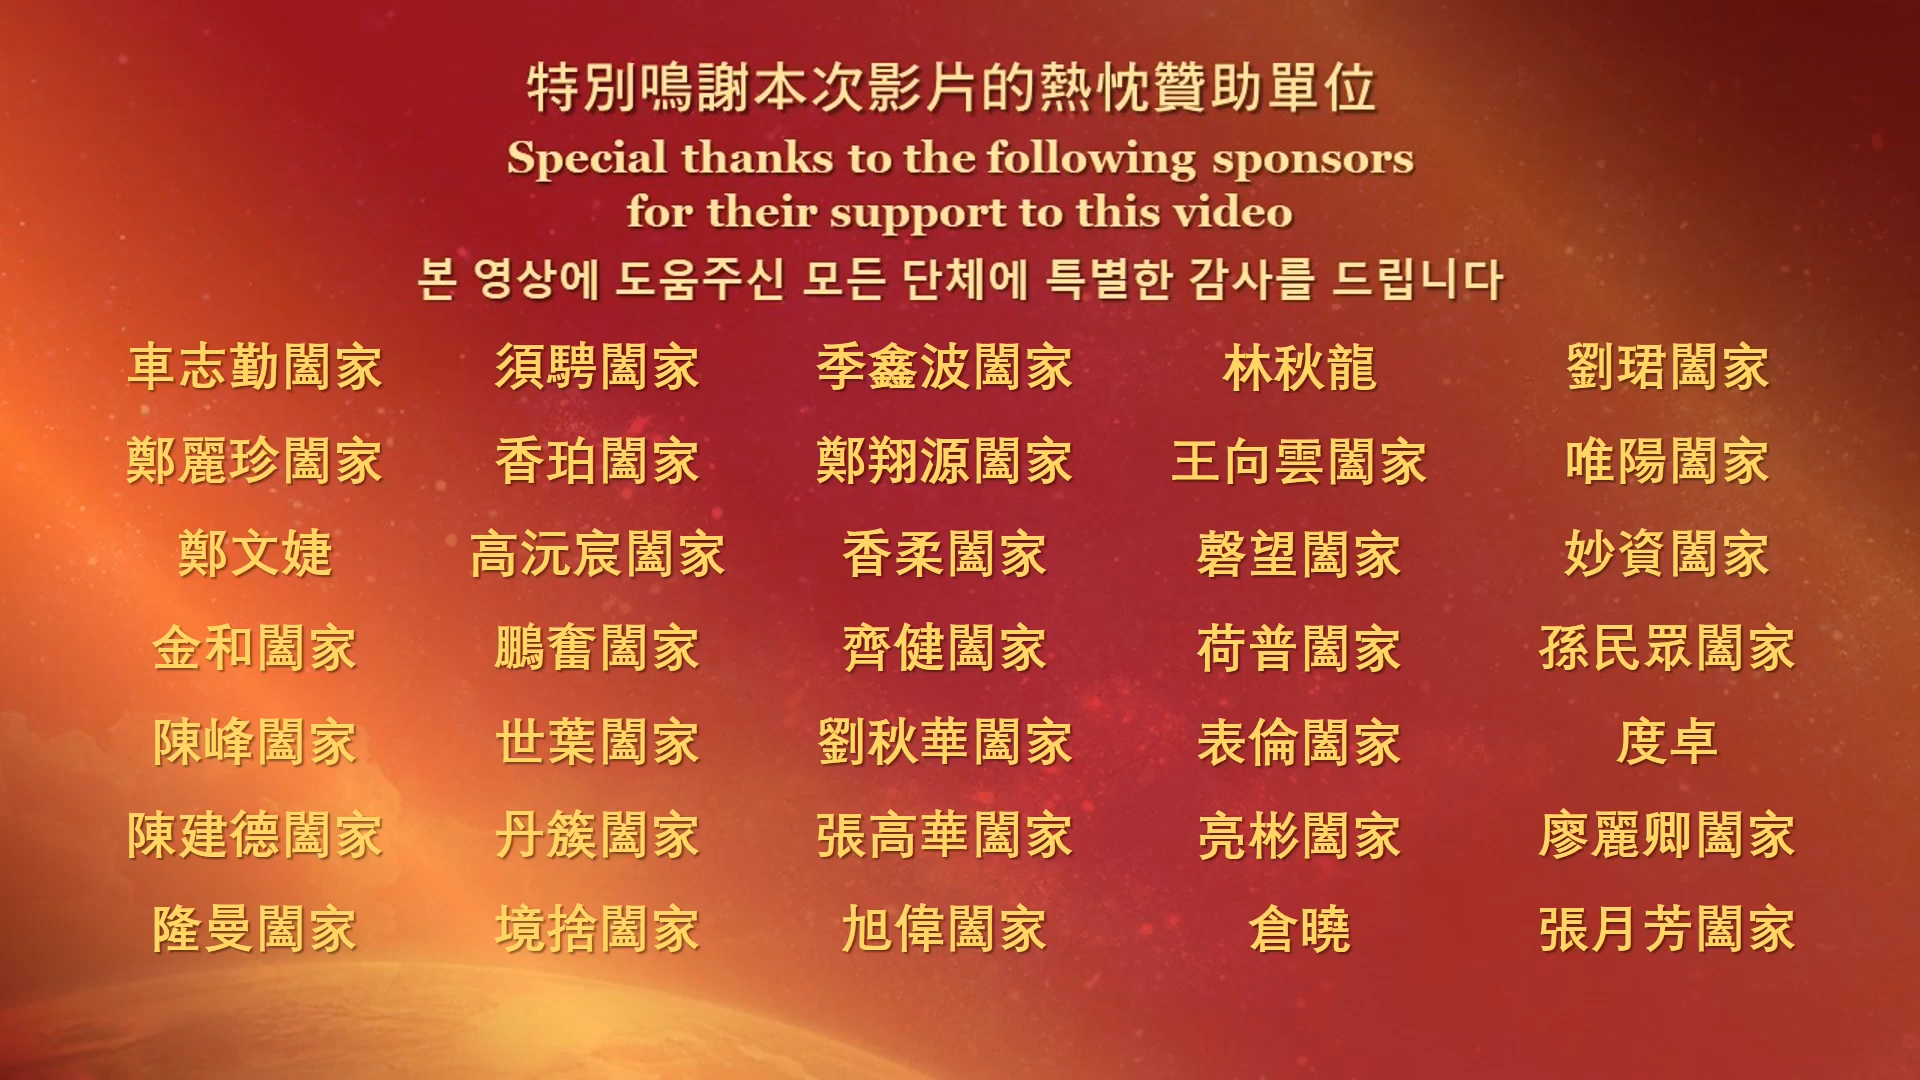 特別鳴謝本次影片的熱忱贊助單位
Special thanks to the following sponsors
for their support to this video
본 영상에 도움주신 모든 단체에 특별한 감사를 드립니다
車志勤闔家 須騁闔家 季鑫波闔家 林秋龍 劉珺闔家
鄭麗珍闔家 香珀闔家 鄭翔源闔家 王向雲闔家 唯陽闔家
鄭文婕 高沅宸闔家 香柔闔家 磬望闔家 妙資闔家
金和闔家 鵬奮闔家 齊健闔家 荷普闔家 孫民眾闔家
陳峰闔家 世葉闔家 劉秋華闔家 表倫闔家 度卓
陳建德闔家 丹簇闔家 張高華闔家 亮彬闔家 廖麗卿闔家
隆曼闔家 境捨闔家 旭偉闔家 倉曉 張月芳闔家